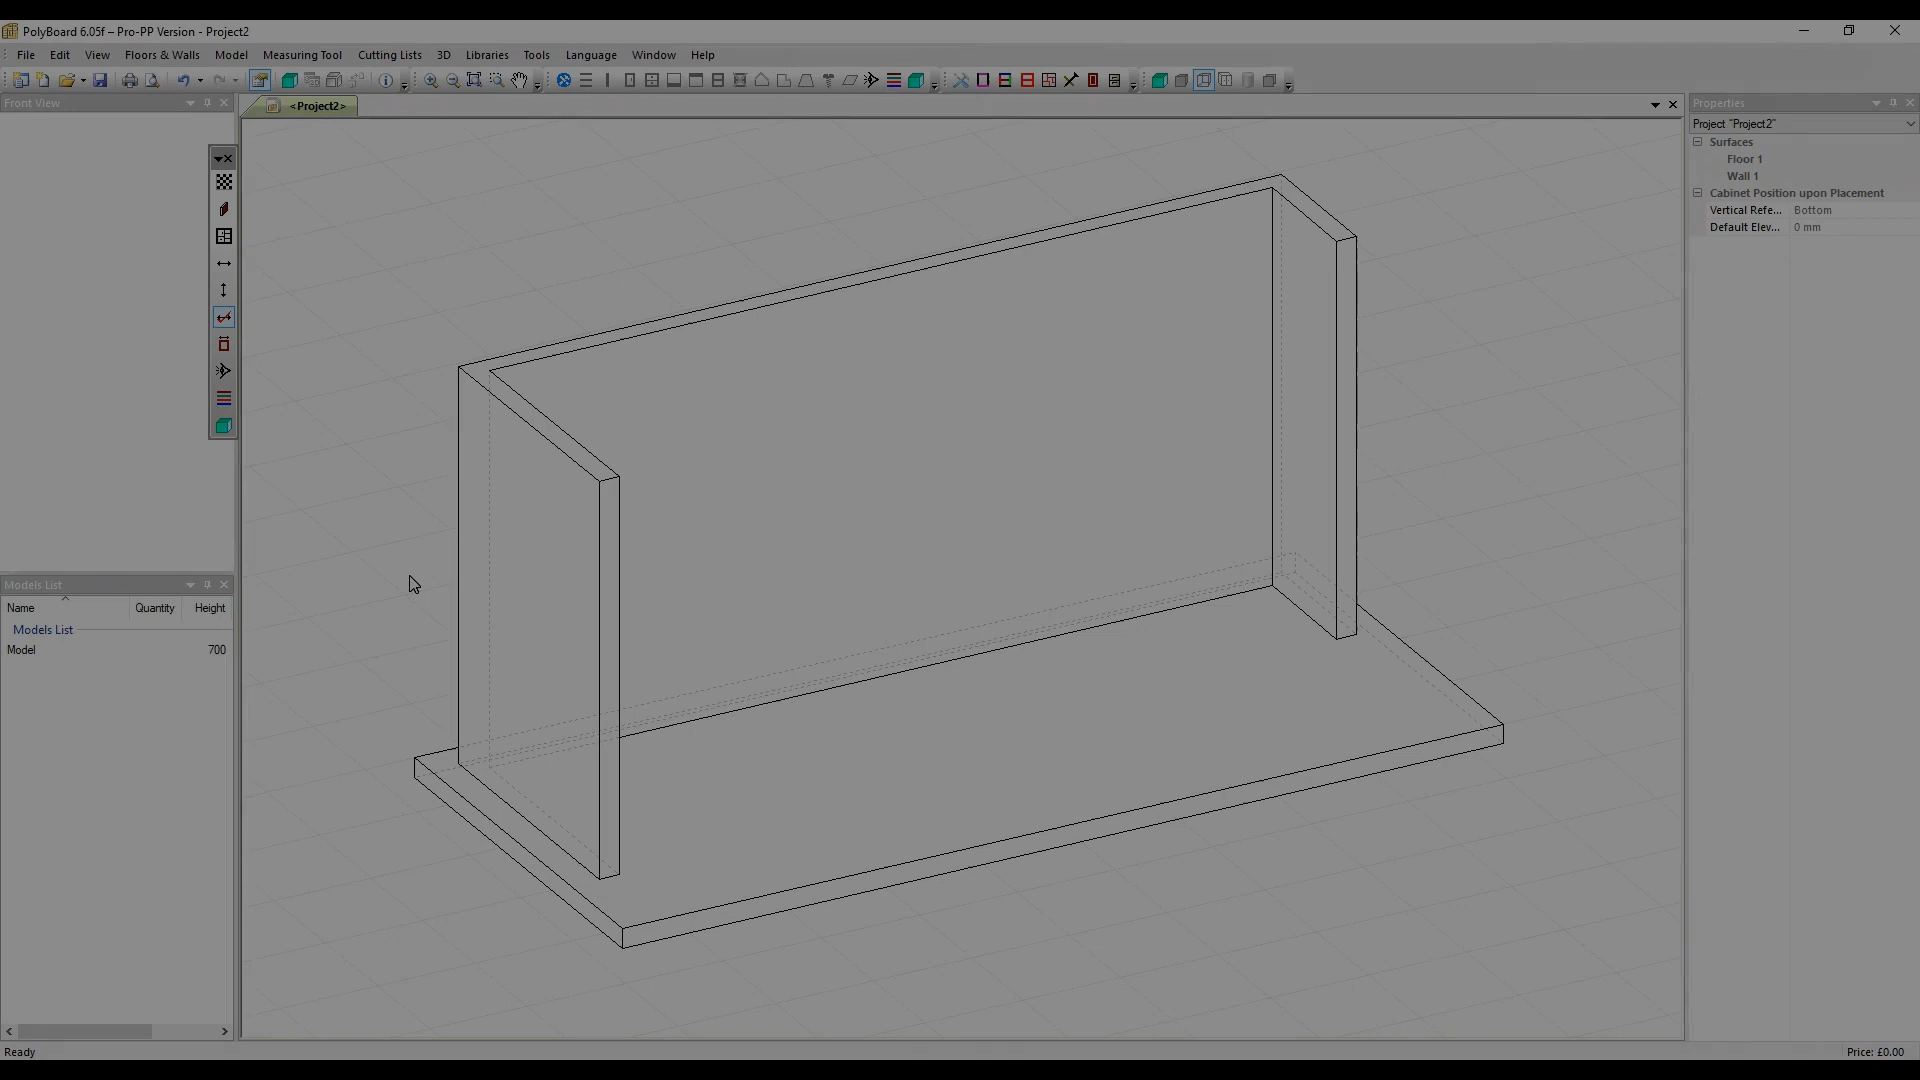 PolyBoard 6.05f – Pro-PP Version - Project2
File Edit View Floors & Walls Model Measuring Tool Cutting Lists 3D Libraries Tools Language Window Help
Front View
<Project2>
Properties
Project "Project2"
Surfaces
Floor 1
Wall 1
Cabinet Position upon Placement
Vertical Refe... Bottom
Default Elev... 0 mm
Models List
Name Quantity Height
Models List
Model 700
Ready
Price: £0.00